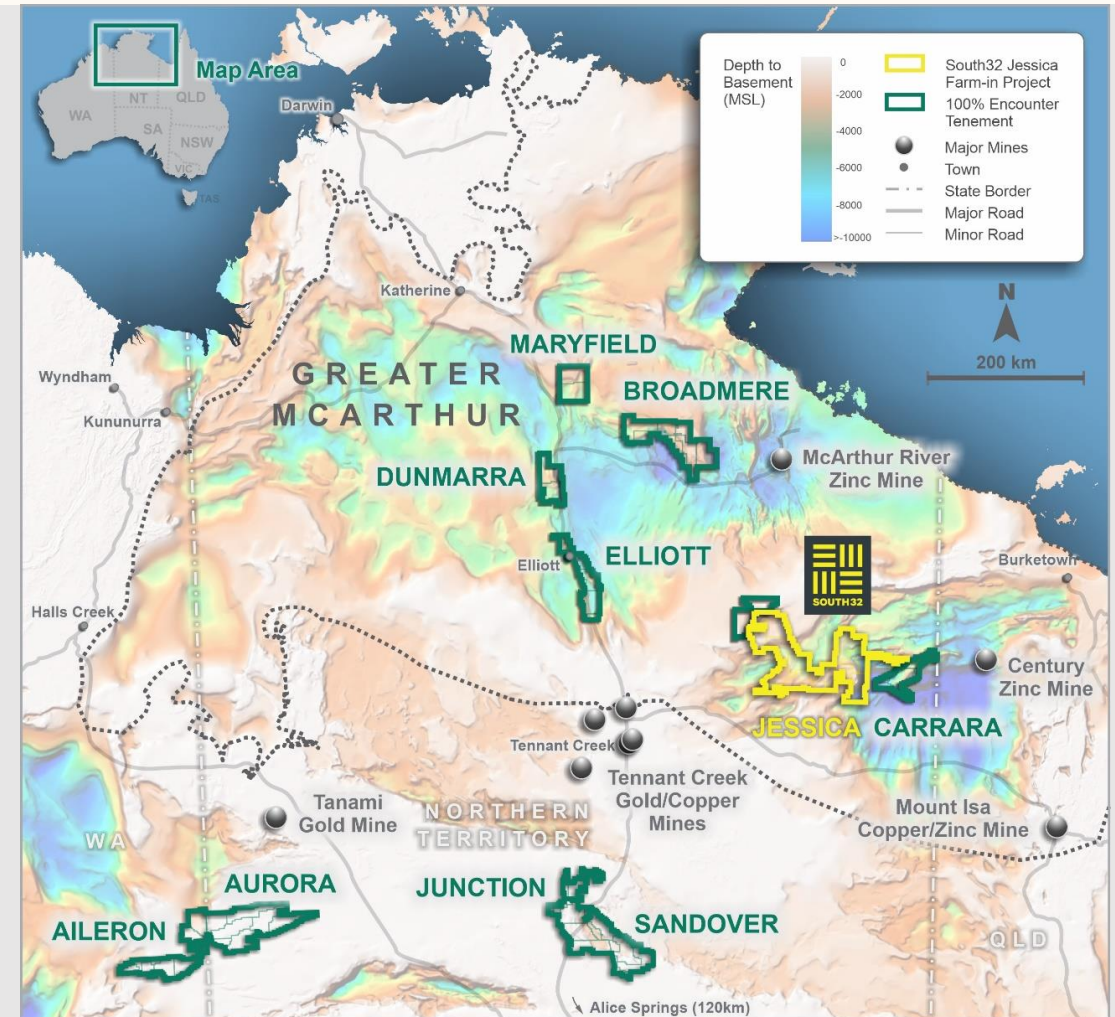 Map Area
WA
NT
QLD
SA
NSW
VIC
TAS
Depth to
Basement
(MSL)
0
-2000
-4000
-6000
-8000
>-10000
South32 Jessica
Farm-in Project
100% Encounter
Tenement
Major Mines
Town
State Border
Major Road
Minor Road
N
200 km
Darwin
Katherine
Wyndham
Kununurra
GREATER
MCARTHUR
MARYFIELD
BROADMERE
McArthur River
Zinc Mine
DUNMARRA
Elliott
ELLIOTT
SOUTH32
Burketown
Halls Creek
Century
Zinc Mine
JESSICA
CARRARA
Tennant Creek
Tennant Creek
Gold/Copper
Mines
Tanami
Gold Mine
NORTHERN
TERRITORY
Mount Isa
Copper/Zinc Mine
WA
AURORA
AILERON
JUNCTION
SANDOVER
QLD
Alice Springs (120km)